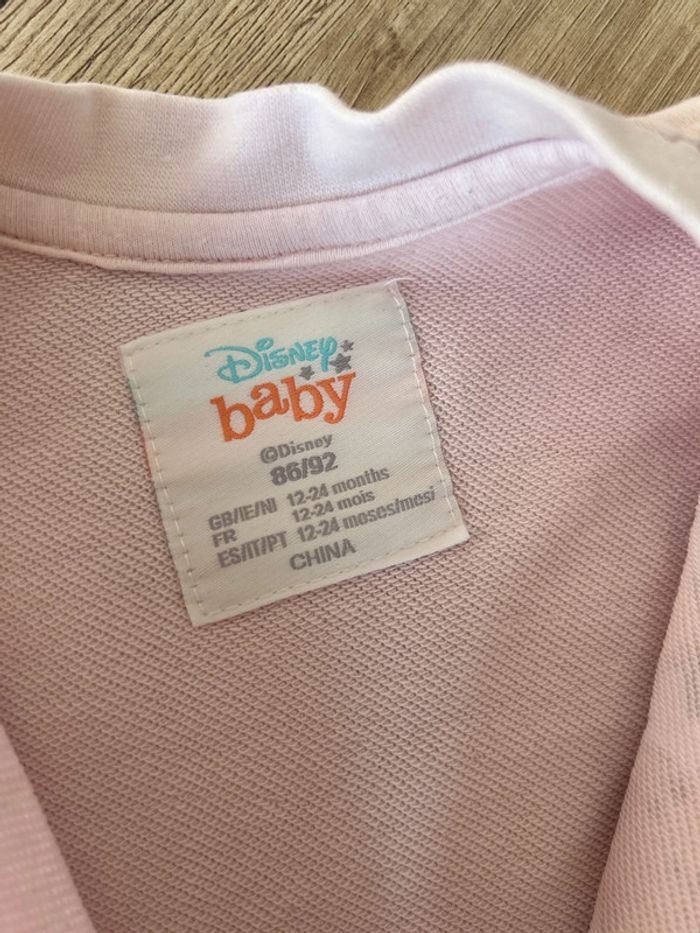 Disney
baby
©Disney
86/92
GB/IE/NI 12-24 months
FR 12-24 mois
ES/IT/PT 12-24 moses/mesi
CHINA